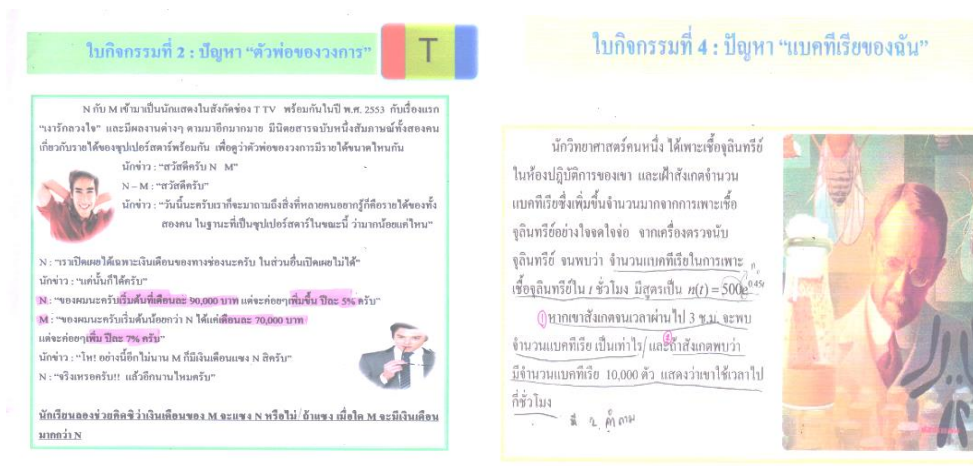 ใบกิจกรรมที่ 2 : ปัญหา “ตัวพ่อของวงการ”
T
N กับ M เข้ามาเป็นนักแสดงในสังกัดช่อง T TV พร้อมกันในปี พ.ศ. 2553 กับเรื่องแรก
“เงารักลวงใจ” และมีผลงานต่างๆ ตามมาอีกมากมาย มีนิตยสารฉบับหนึ่งสัมภาษณ์ทั้งสองคน
เกี่ยวกับรายได้ของซุปเปอร์สตาร์พร้อมกัน เพื่อดูว่าตัวพ่อของวงการมีรายได้ขนาดไหนกัน
นักข่าว : “สวัสดีครับ N M”
N – M : “สวัสดีครับ”
นักข่าว : “วันนี้นะครับเราก็จะมาถามถึงสิ่งที่หลายคนอยากรู้ก็คือรายได้ของทั้ง
สองคน ในฐานะที่เป็นซุปเปอร์สตาร์ในขณะนี้ ว่ามากน้อยแค่ไหน”
N : “เราเปิดเผยได้เฉพาะเงินเดือนของทางช่องนะครับ ในส่วนอื่นเปิดเผยไม่ได้”
นักข่าว : “แค่นั้นก็ได้ครับ”
N : “ของผมนะครับเริ่มต้นที่เดือนละ 90,000 บาท แต่จะค่อยๆเพิ่มขึ้น ปีละ 5% ครับ”
M : “ของผมนะครับเริ่มต้นน้อยกว่า N ได้แค่เดือนละ 70,000 บาท
แต่จะค่อยๆเพิ่ม ปีละ 7% ครับ”
นักข่าว : “โห! อย่างนี้อีกไม่นาน M ก็มีเงินเดือนแซง N สิครับ”
N : “จริงเหรอครับ!! แล้วอีกนานไหมครับ”
นักเรียนลองช่วยคิดซิว่าเงินเดือนของ M จะแซง N หรือไม่ ถ้าแซง เมื่อใด M จะมีเงินเดือน
มากกว่า N
ใบกิจกรรมที่ 4 : ปัญหา “แบคทีเรียของฉัน”
นักวิทยาศาสตร์คนหนึ่ง ได้เพาะเชื้อจุลินทรีย์
ในห้องปฏิบัติการของเขา และเฝ้าสังเกตจำนวน
แบคทีเรียซึ่งเพิ่มขึ้นจำนวนมากจากการเพาะเชื้อ
จุลินทรีย์อย่างใจจดใจจ่อ จากเครื่องตรวจนับ
จุลินทรีย์ จนพบว่า จำนวนแบคทีเรียในการเพาะ
เชื้อจุลินทรีย์ใน t ชั่วโมง มีสูตรเป็น n(t) = 500e^0.45t
① หากเขาสังเกตจนเวลาผ่านไป 3 ช.ม. จะพบ
จำนวนแบคทีเรีย เป็นเท่าไร / และถ้าสังเกตพบว่า
มีจำนวนแบคทีเรีย 10,000 ตัว แสดงว่าเขาใช้เวลาไป
กี่ชั่วโมง
มี 2 คำถาม